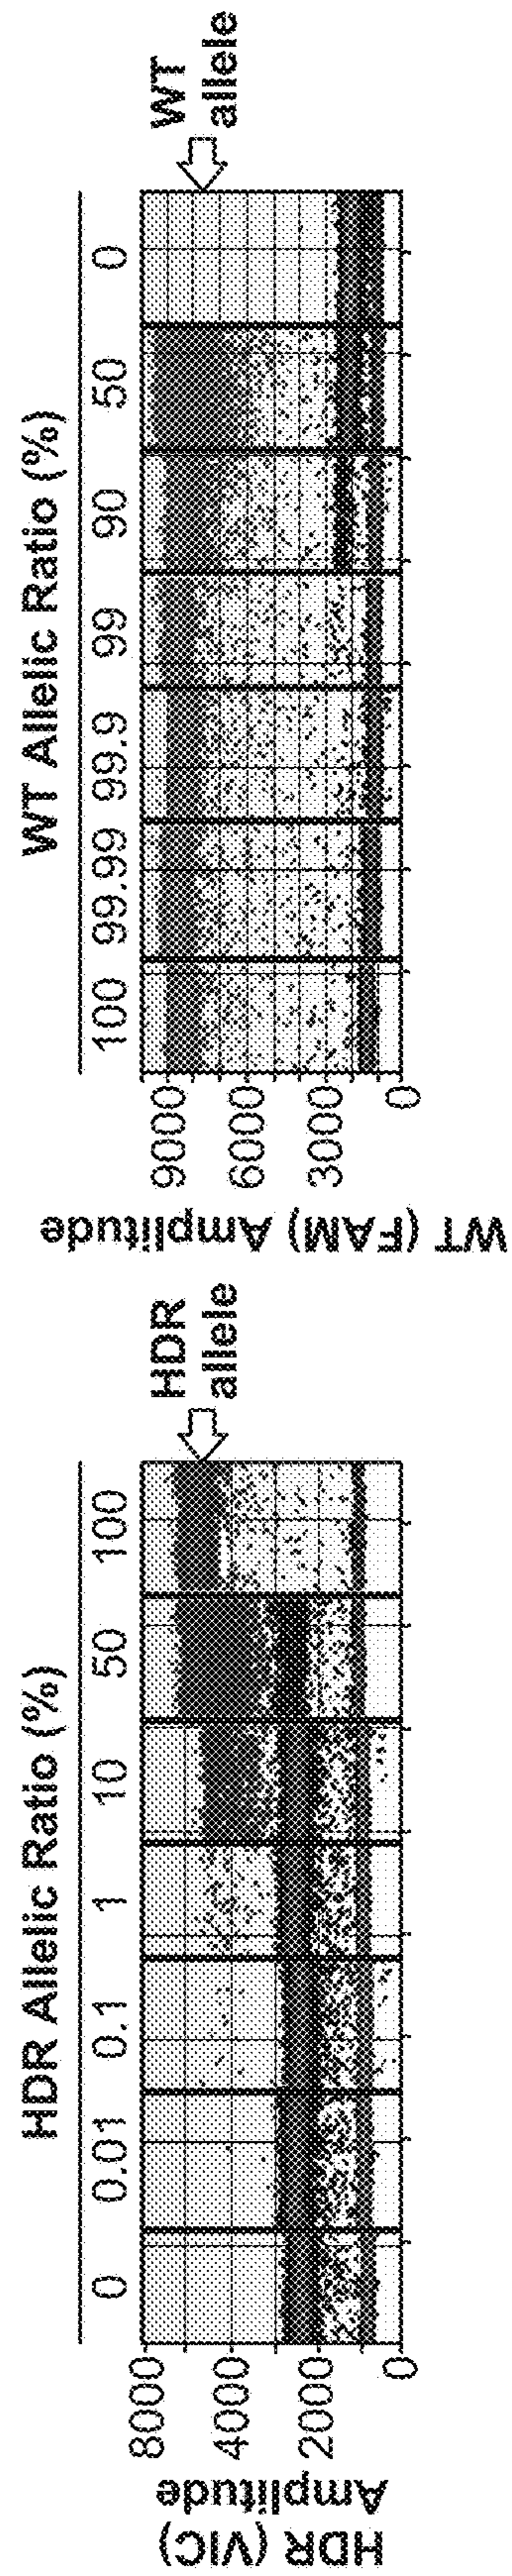 HDR Allelic Ratio (%)
0 0.01 0.1 1 10 50 100
HDR (VIC)
Amplitude
8000
4000
2000
0
HDR
allele
WT Allelic Ratio (%)
100 99.99 99.9 99 90 50 0
WT (FAM) Amplitude
9000
6000
3000
0
WT
allele